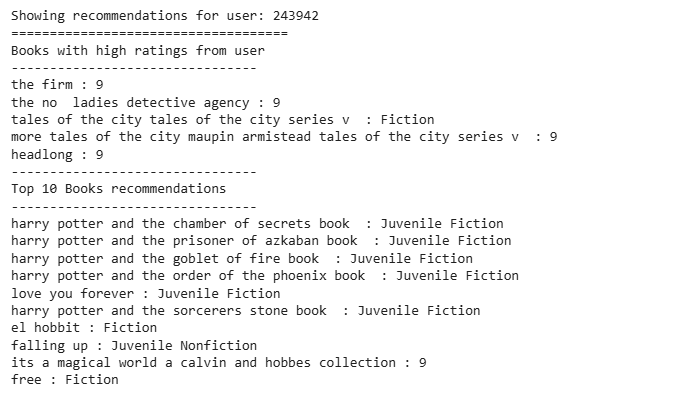 Showing recommendations for user: 243942
====================================
Books with high ratings from user
--------------------------------
the firm : 9
the no  ladies detective agency : 9
tales of the city tales of the city series v  : Fiction
more tales of the city maupin armistead tales of the city series v  : 9
headlong : 9
--------------------------------
Top 10 Books recommendations
--------------------------------
harry potter and the chamber of secrets book  : Juvenile Fiction
harry potter and the prisoner of azkaban book  : Juvenile Fiction
harry potter and the goblet of fire book  : Juvenile Fiction
harry potter and the order of the phoenix book  : Juvenile Fiction
love you forever : Juvenile Fiction
harry potter and the sorcerers stone book  : Juvenile Fiction
el hobbit : Fiction
falling up : Juvenile Nonfiction
its a magical world a calvin and hobbes collection : 9
free : Fiction